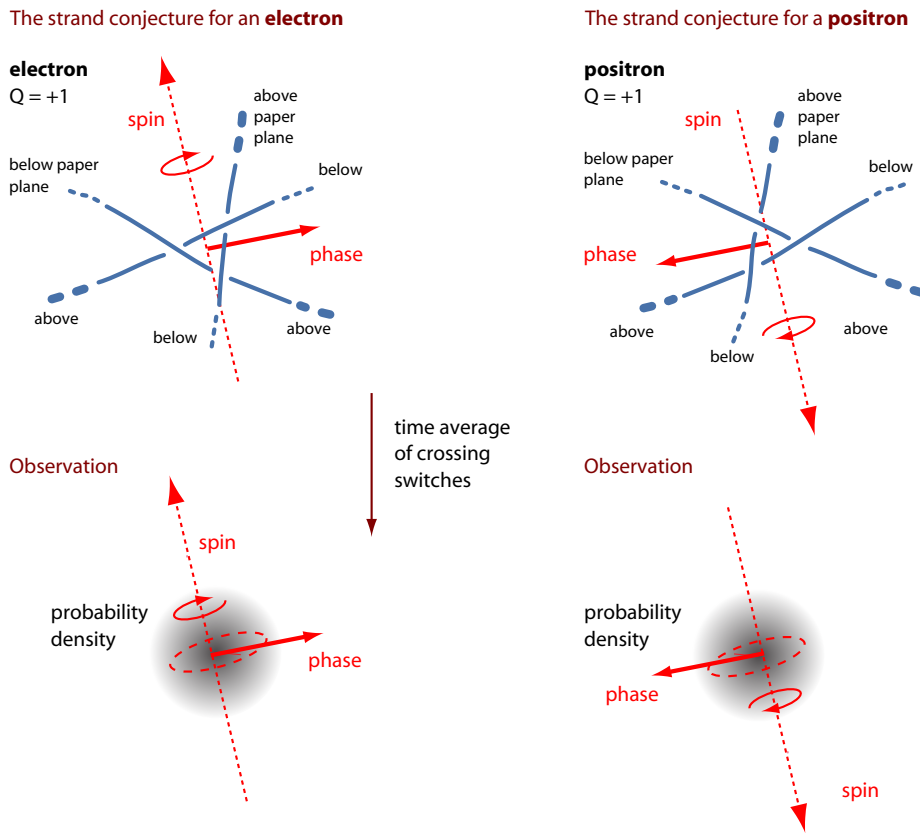 The strand conjecture for an electron
electron
Q = +1
spin
above
paper
plane
below paper
plane
below
phase
above
below
above
The strand conjecture for a positron
positron
Q = +1
spin
above
paper
plane
below paper
plane
below
phase
above
below
above
time average
of crossing
switches
Observation
spin
probability
density
phase
Observation
probability
density
phase
spin